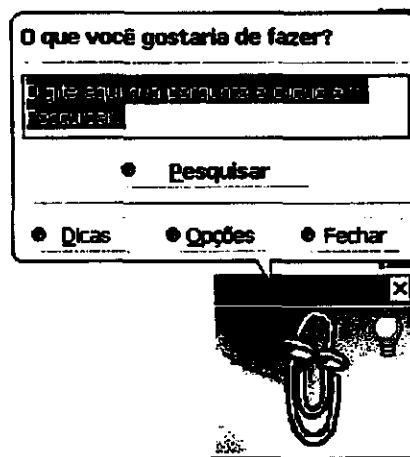 O que você gostaria de fazer?
Digite aqui sua pergunta e clique em
Pesquisar.
Pesquisar
Dicas Opções Fechar